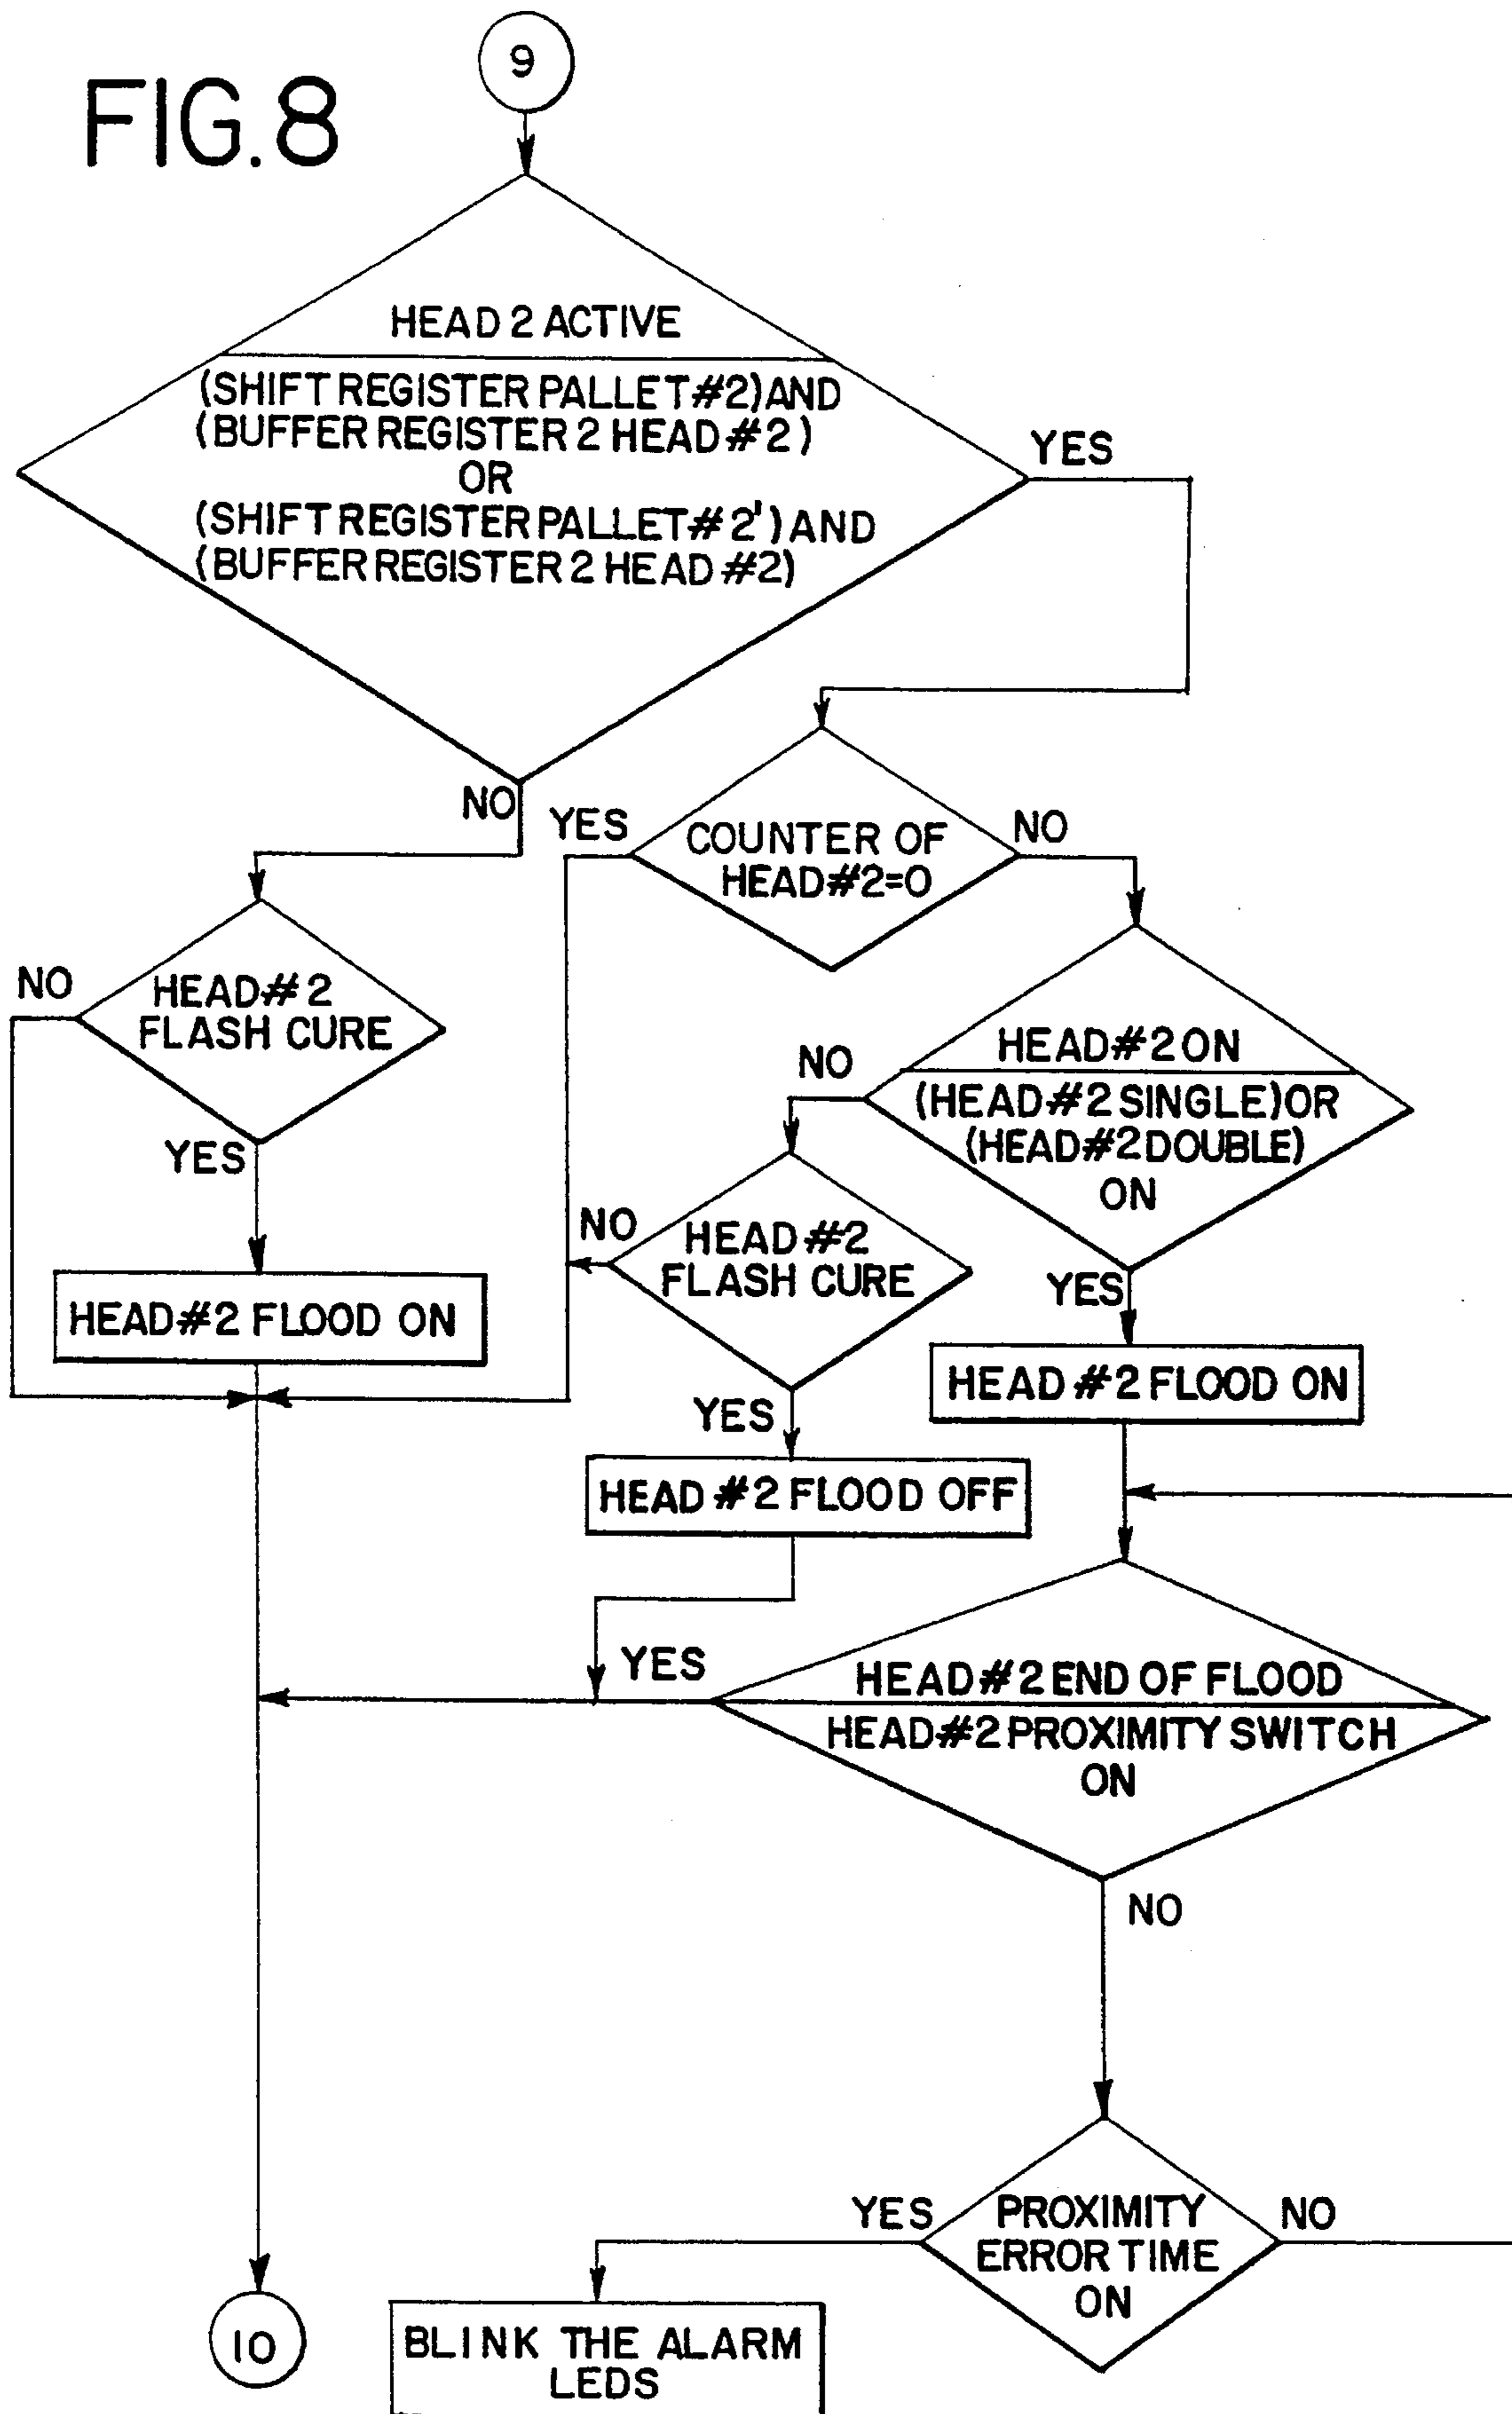 9
FIG.8
HEAD 2 ACTIVE
(SHIFT REGISTER PALLET #2) AND
(BUFFER REGISTER 2 HEAD #2)
OR
(SHIFT REGISTER PALLET # 2') AND
(BUFFER REGISTER 2 HEAD #2)
YES
NO
YES
COUNTER OF
HEAD#2=0
NO
NO
HEAD# 2
FLASH CURE
YES
HEAD#2 FLOOD ON
HEAD#2 ON
(HEAD#2 SINGLE) OR
(HEAD#2 DOUBLE)
ON
NO
YES
NO
HEAD #2
FLASH CURE
YES
HEAD #2 FLOOD ON
HEAD #2 FLOOD OFF
YES
HEAD#2 END OF FLOOD
HEAD#2 PROXIMITY SWITCH
ON
NO
YES
PROXIMITY
ERROR TIME
ON
NO
10
BLINK THE ALARM
LEDS